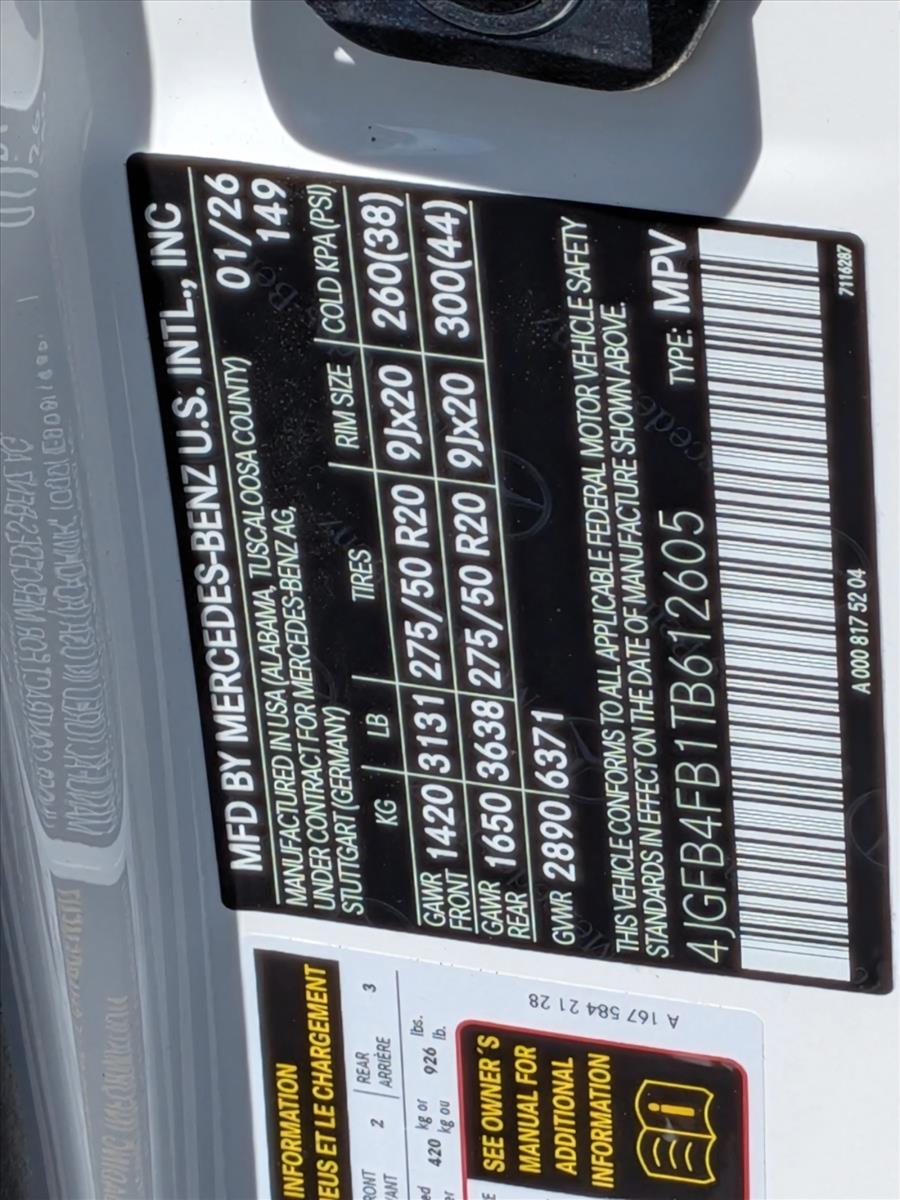 MFD BY MERCEDES-BENZ U.S. INTL., INC
MANUFACTURED IN USA (ALABAMA, TUSCALOOSA COUNTY) 01/26
UNDER CONTRACT FOR MERCEDES-BENZ AG, 149
STUTTGART (GERMANY)
KG LB TIRES RIM SIZE COLD KPA (PSI)
GAWR FRONT 1420 3131 275/50 R20 9Jx20 260(38)
GAWR REAR 1650 3638 275/50 R20 9Jx20 300(44)
GVWR 2890 6371
THIS VEHICLE CONFORMS TO ALL APPLICABLE FEDERAL MOTOR VEHICLE SAFETY
STANDARDS IN EFFECT ON THE DATE OF MANUFACTURE SHOWN ABOVE.
4JGFB4FB1TB612605 TYPE: MPV
A 000 817 52 04 7116287
INFORMATION
LE CHARGEMENT
2 REAR 3
ARRIÈRE
420 kg or 926 lbs.
kg ou lb.
A 167 584 21 28
SEE OWNER'S
MANUAL FOR
ADDITIONAL
INFORMATION